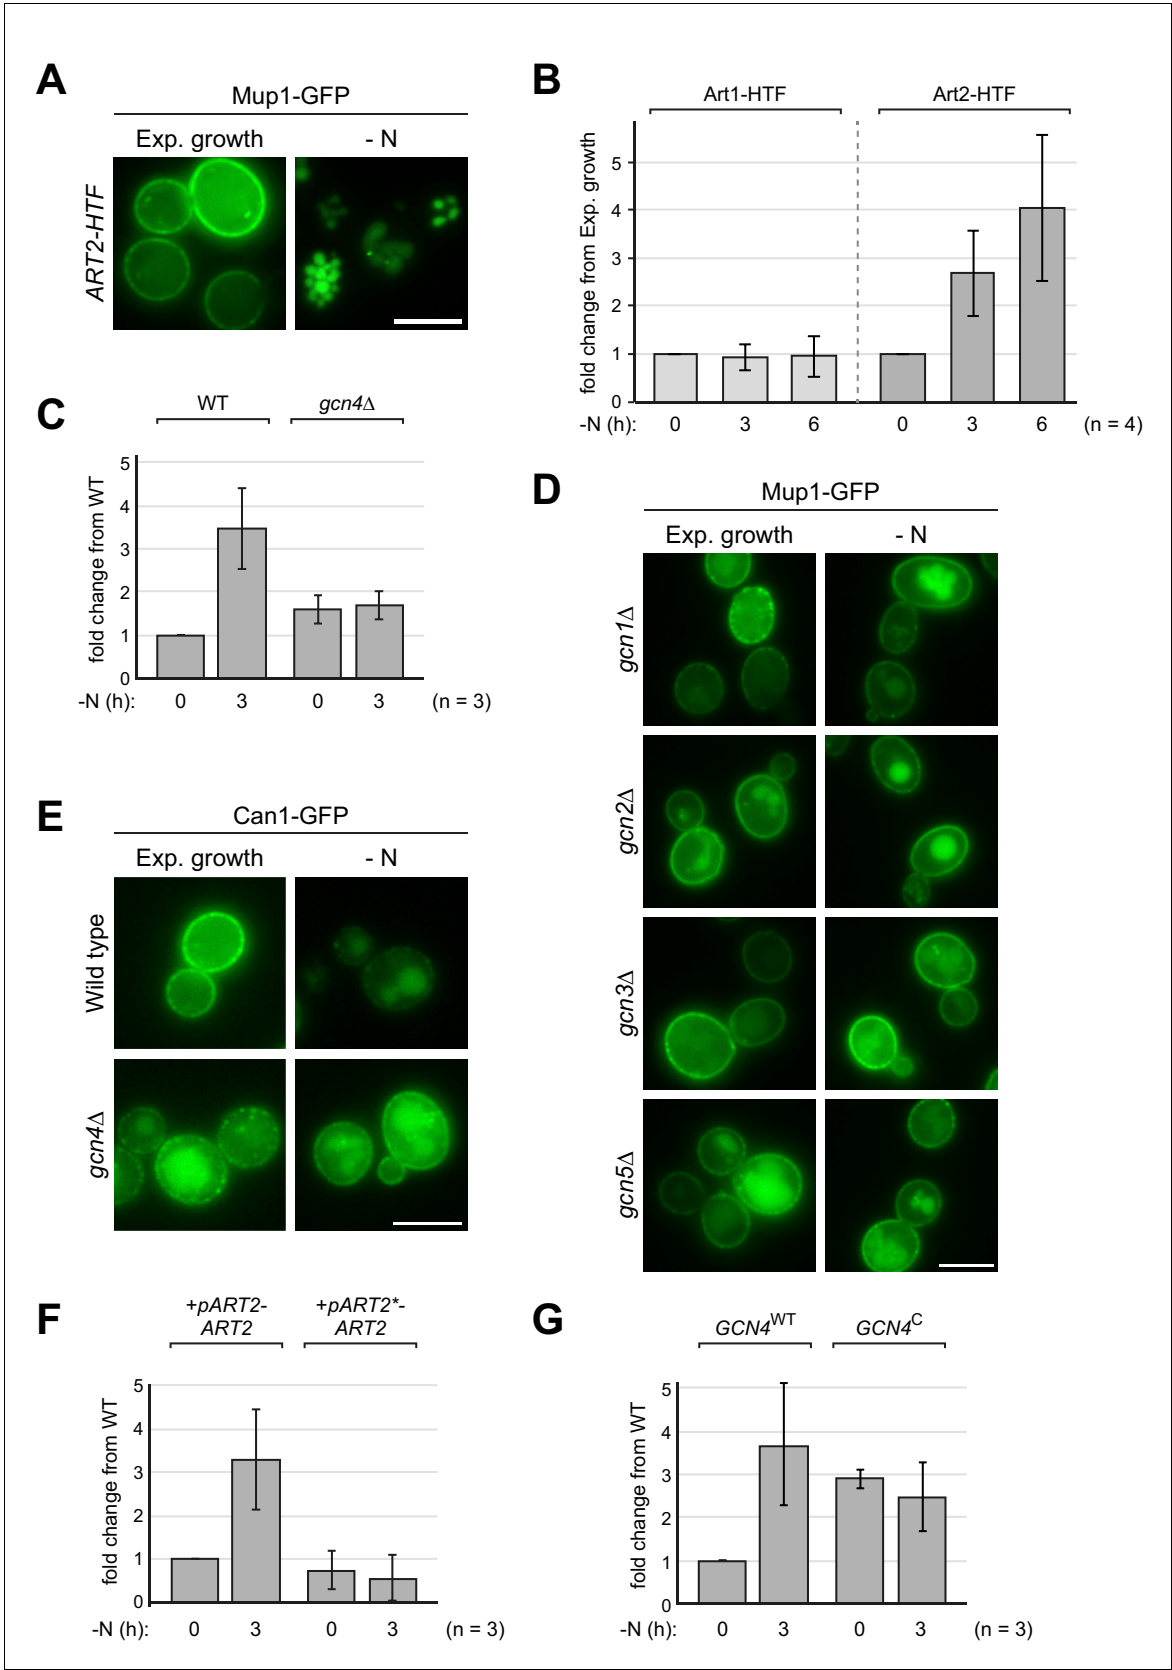 A
Mup1-GFP
Exp. growth
- N
ART2-HTF
B
Art1-HTF
Art2-HTF
fold change from Exp. growth
5
4
3
2
1
0
-N (h):
0
3
6
0
3
6
(n = 4)
C
WT
gcn4Δ
fold change from WT
5
4
3
2
1
0
-N (h):
0
3
0
3
(n = 3)
D
Mup1-GFP
Exp. growth
- N
gcn1Δ
gcn2Δ
gcn3Δ
gcn5Δ
E
Can1-GFP
Exp. growth
- N
Wild type
gcn4Δ
F
+pART2-
ART2
+pART2*-
ART2
fold change from WT
5
4
3
2
1
0
-N (h):
0
3
0
3
(n = 3)
G
GCN4WT
GCN4C
fold change from WT
5
4
3
2
1
0
-N (h):
0
3
0
3
(n = 3)